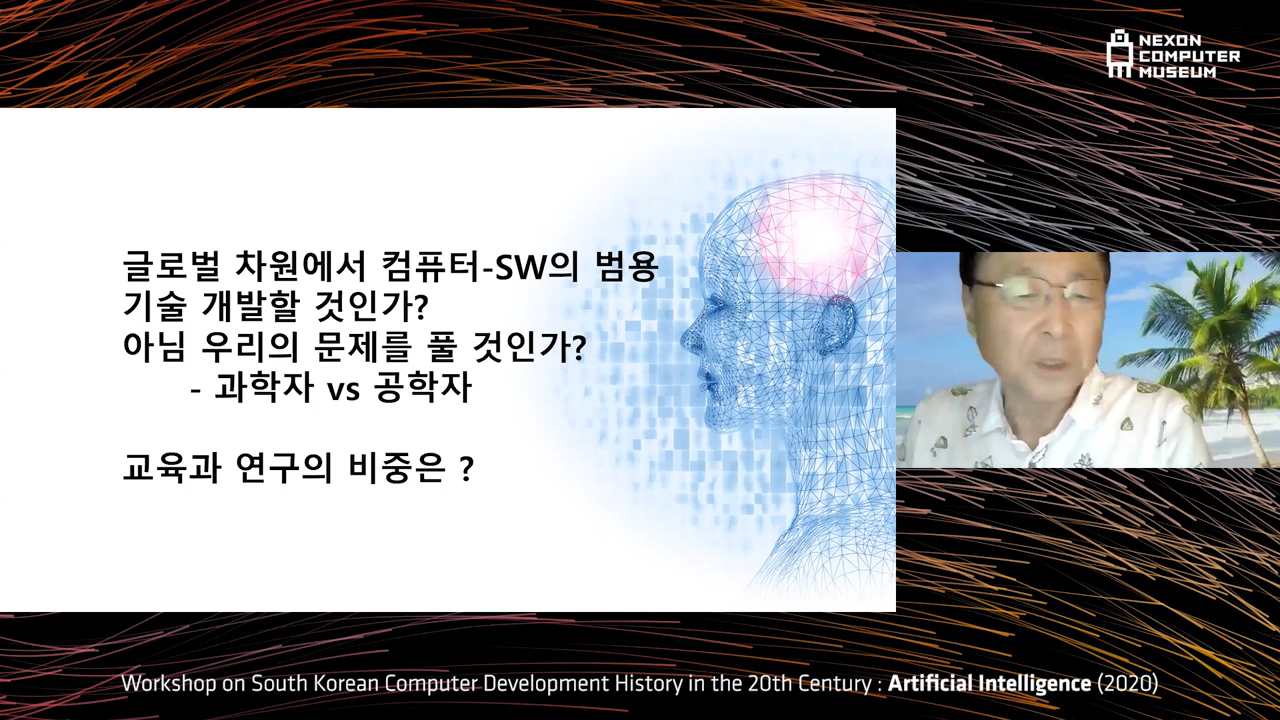 NEXON
COMPUTER
MUSEUM
글로벌 차원에서 컴퓨터-SW의 범용
기술 개발할 것인가?
아님 우리의 문제를 풀 것인가?
- 과학자 vs 공학자
교육과 연구의 비중은 ?
Workshop on South Korean Computer Development History in the 20th Century : Artificial Intelligence (2020)